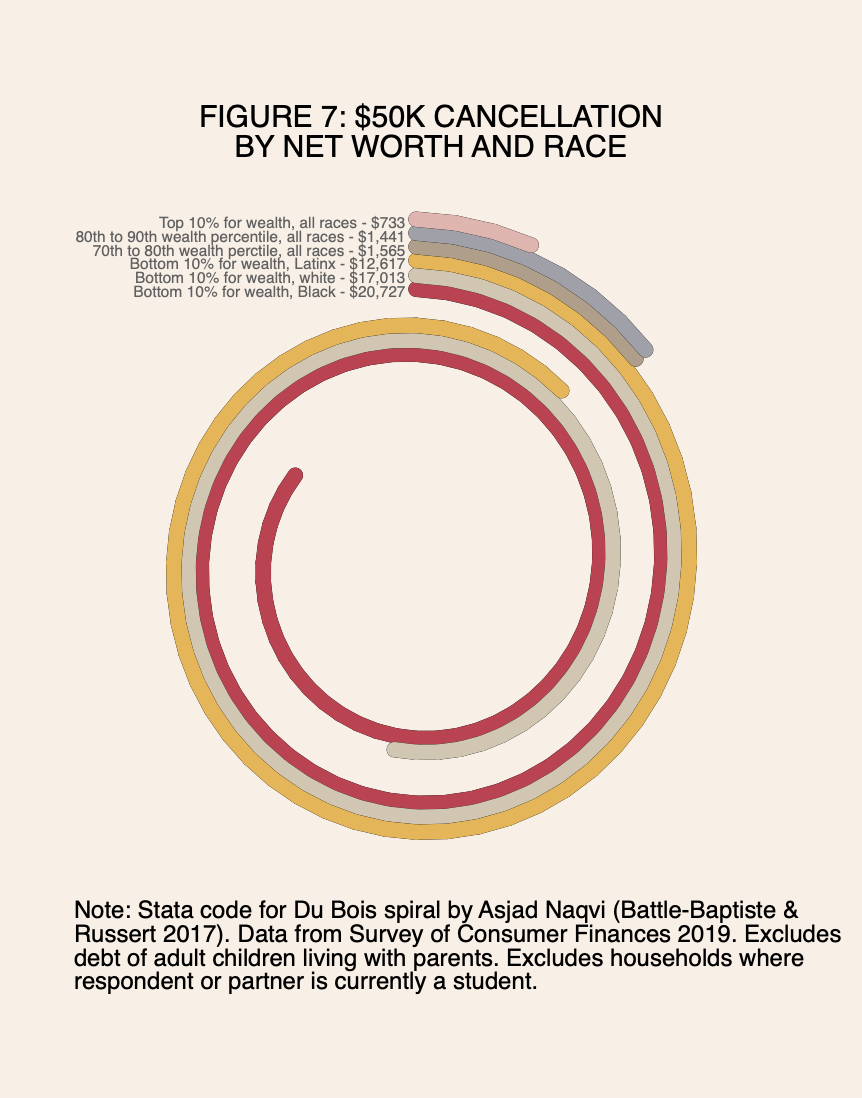 FIGURE 7: $50K CANCELLATION
BY NET WORTH AND RACE
Top 10% for wealth, all races - $733
80th to 90th wealth percentile, all races - $1,441
70th to 80th wealth perctile, all races - $1,565
Bottom 10% for wealth, Latinx - $12,617
Bottom 10% for wealth, white - $17,013
Bottom 10% for wealth, Black - $20,727
Note: Stata code for Du Bois spiral by Asjad Naqvi (Battle-Baptiste &
Russert 2017). Data from Survey of Consumer Finances 2019. Excludes
debt of adult children living with parents. Excludes households where
respondent or partner is currently a student.